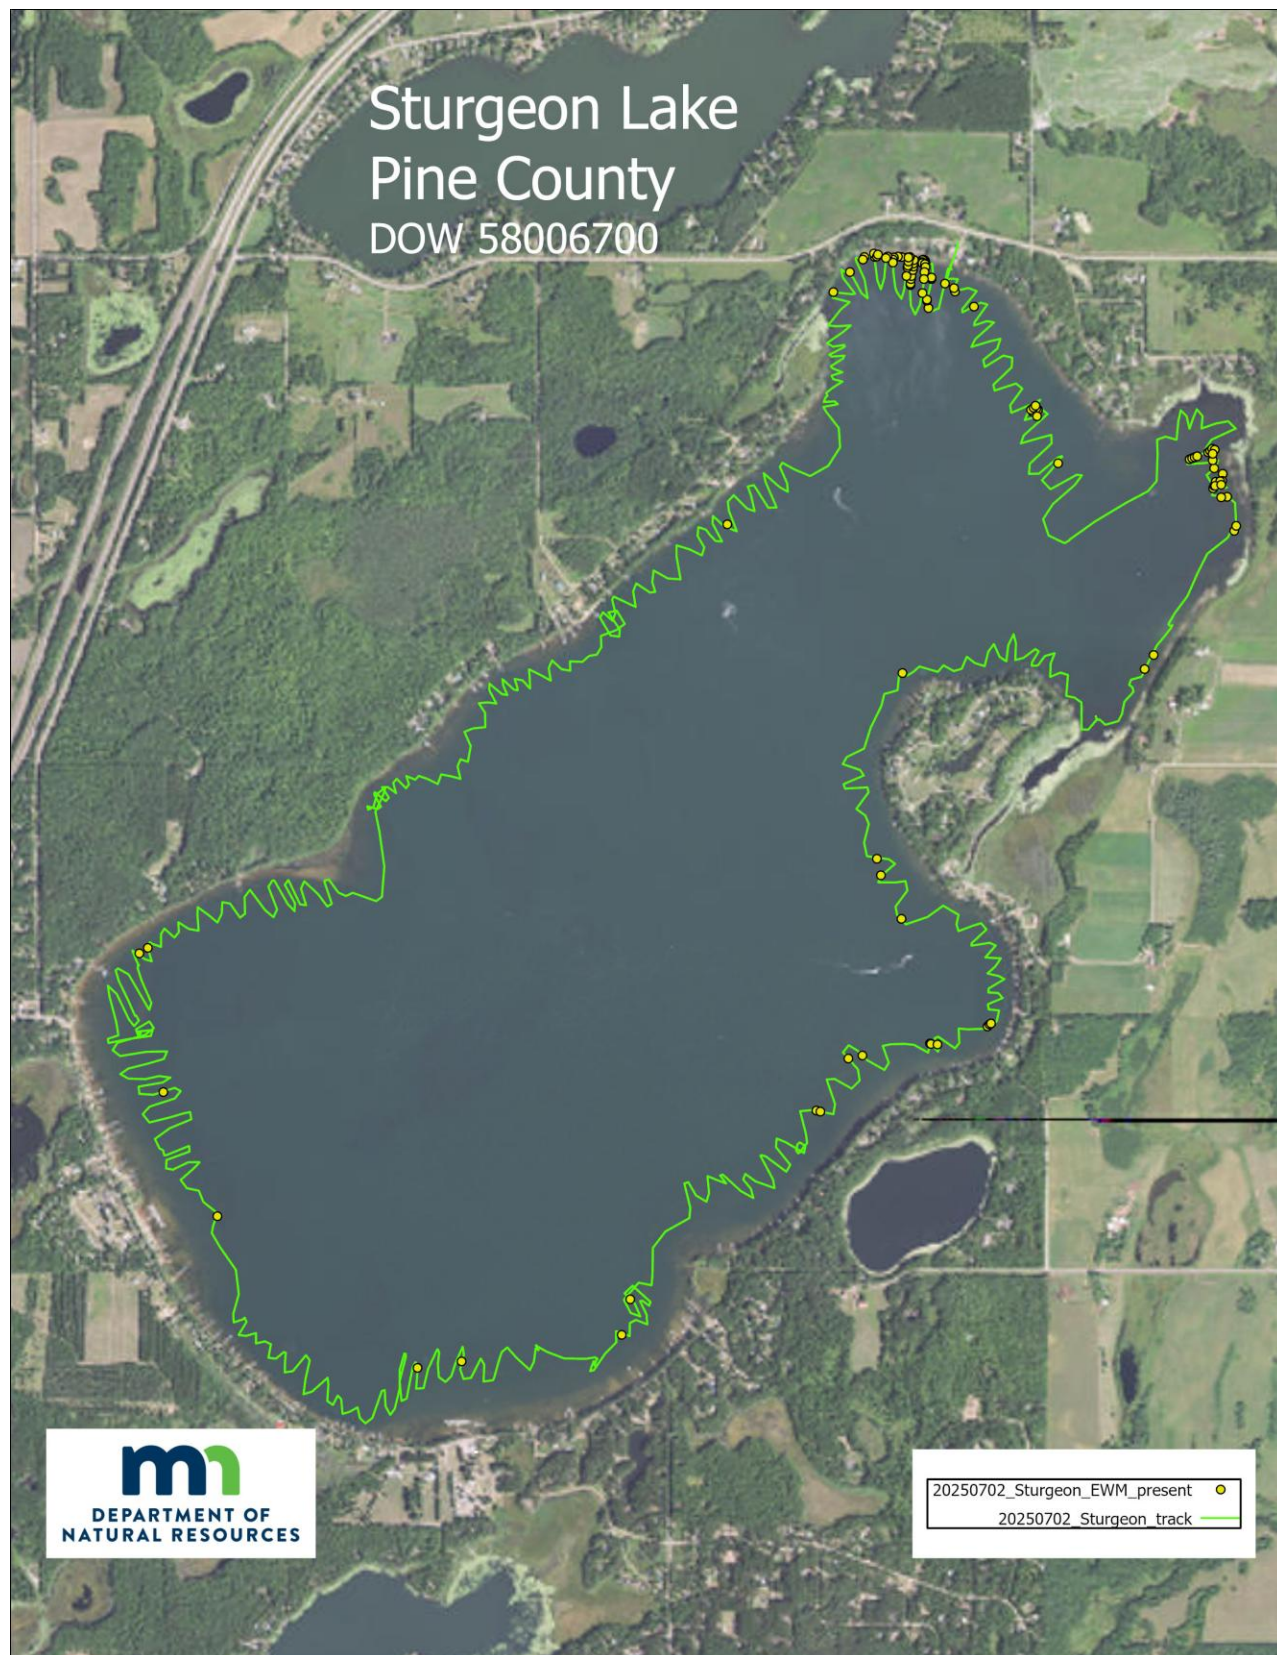 Sturgeon Lake
Pine County
DOW 58006700
DEPARTMENT OF
NATURAL RESOURCES
20250702_Sturgeon_EWM_present
20250702_Sturgeon_track